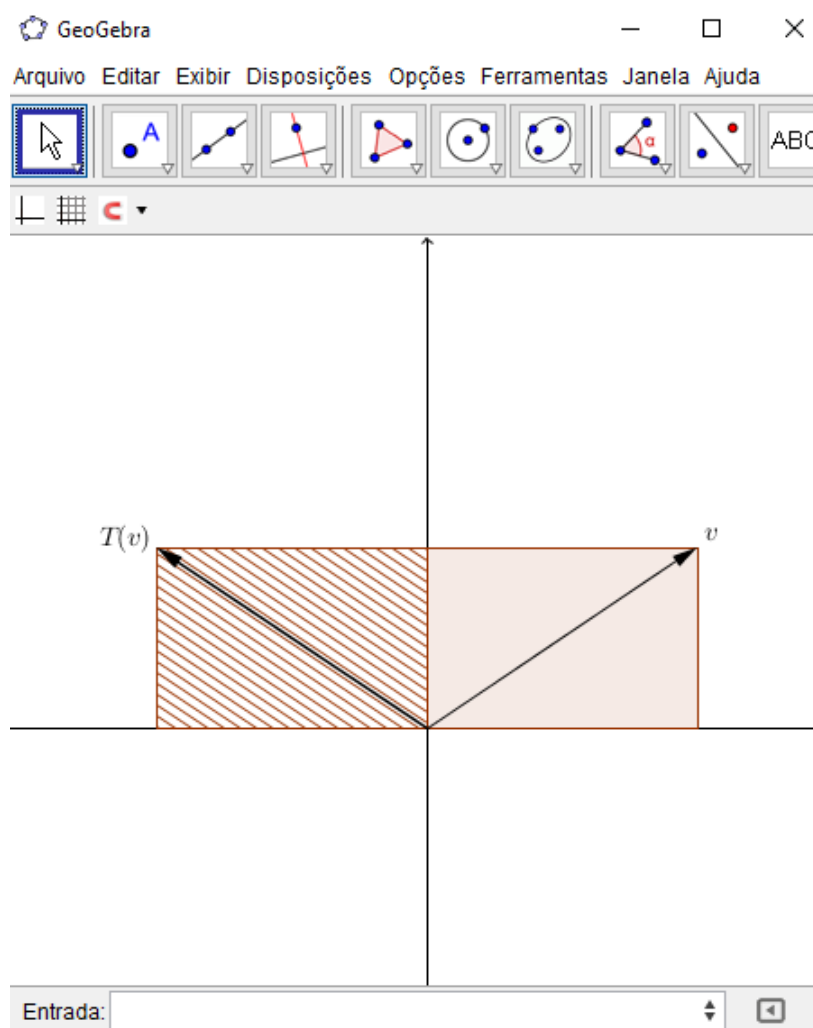 GeoGebra
Arquivo Editar Exibir Disposições Opções Ferramentas Janela Ajuda
A
α
ABC
T(v)
v
Entrada: